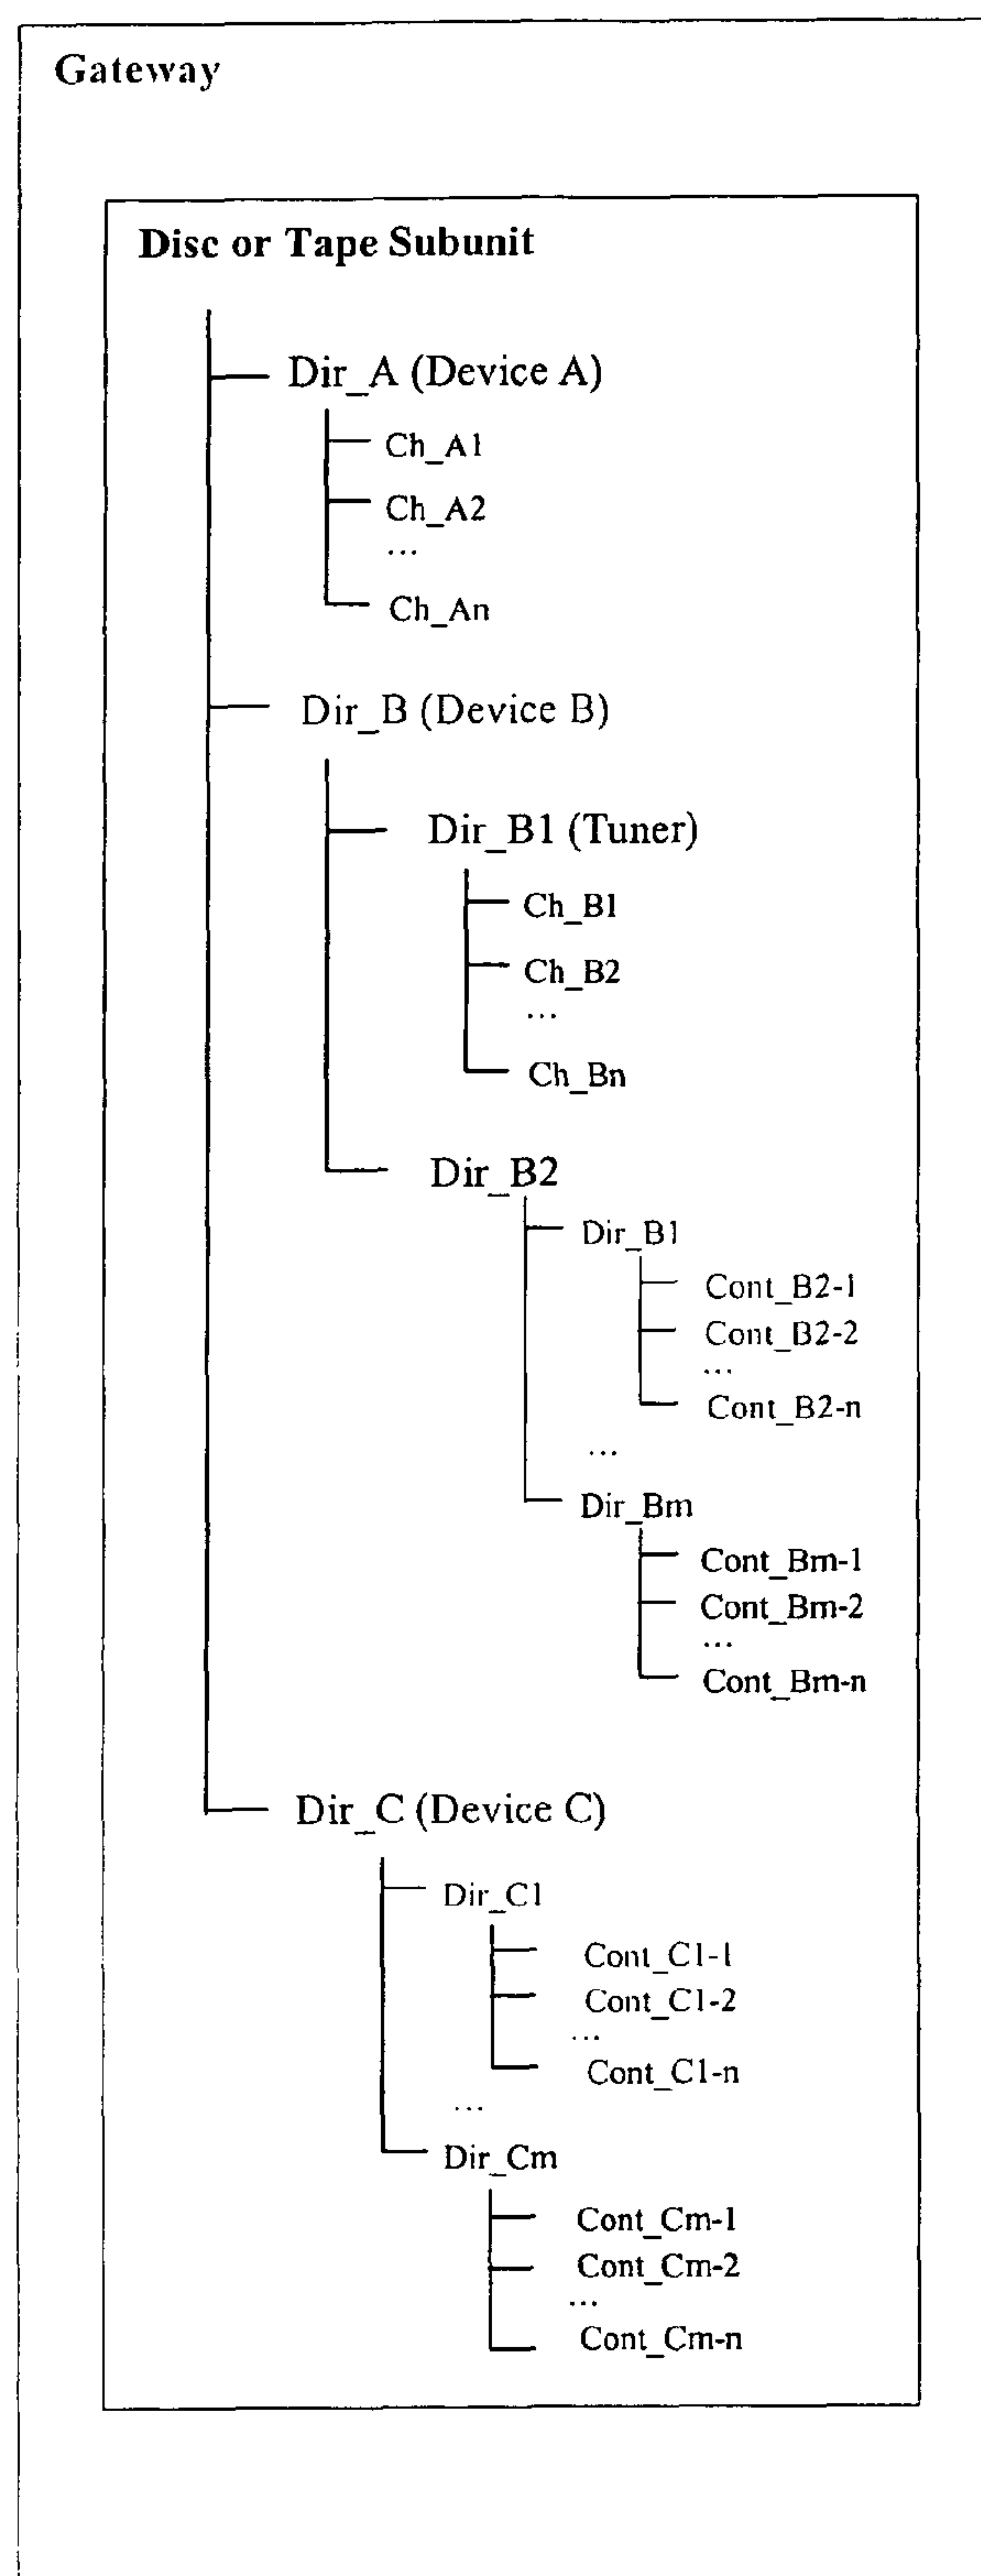 Gateway
Disc or Tape Subunit
Dir_A (Device A)
Ch_A1
Ch_A2
...
Ch_An
Dir_B (Device B)
Dir_B1 (Tuner)
Ch_B1
Ch_B2
...
Ch_Bn
Dir_B2
Dir_B1
Cont_B2-1
Cont_B2-2
...
Cont_B2-n
...
Dir_Bm
Cont_Bm-1
Cont_Bm-2
...
Cont_Bm-n
Dir_C (Device C)
Dir_C1
Cont_C1-1
Cont_C1-2
...
Cont_C1-n
...
Dir_Cm
Cont_Cm-1
Cont_Cm-2
...
Cont_Cm-n